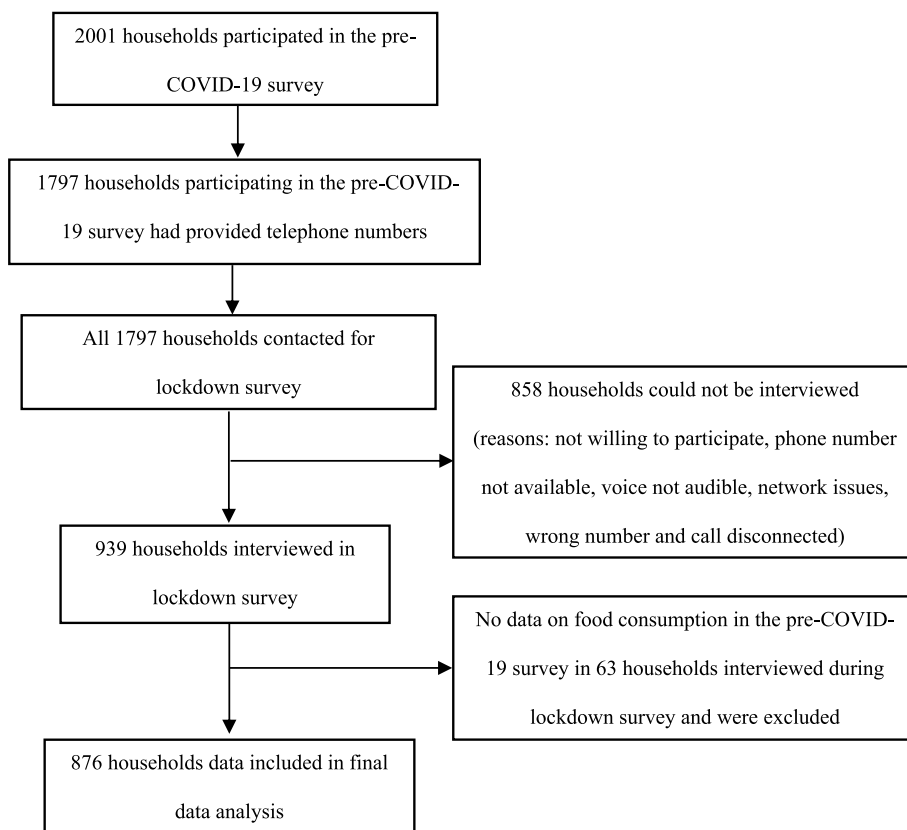 2001 households participated in the pre-
COVID-19 survey
1797 households participating in the pre-COVID-
19 survey had provided telephone numbers
All 1797 households contacted for
lockdown survey
858 households could not be interviewed
(reasons: not willing to participate, phone number
not available, voice not audible, network issues,
wrong number and call disconnected)
939 households interviewed in
lockdown survey
No data on food consumption in the pre-COVID-
19 survey in 63 households interviewed during
lockdown survey and were excluded
876 households data included in final
data analysis